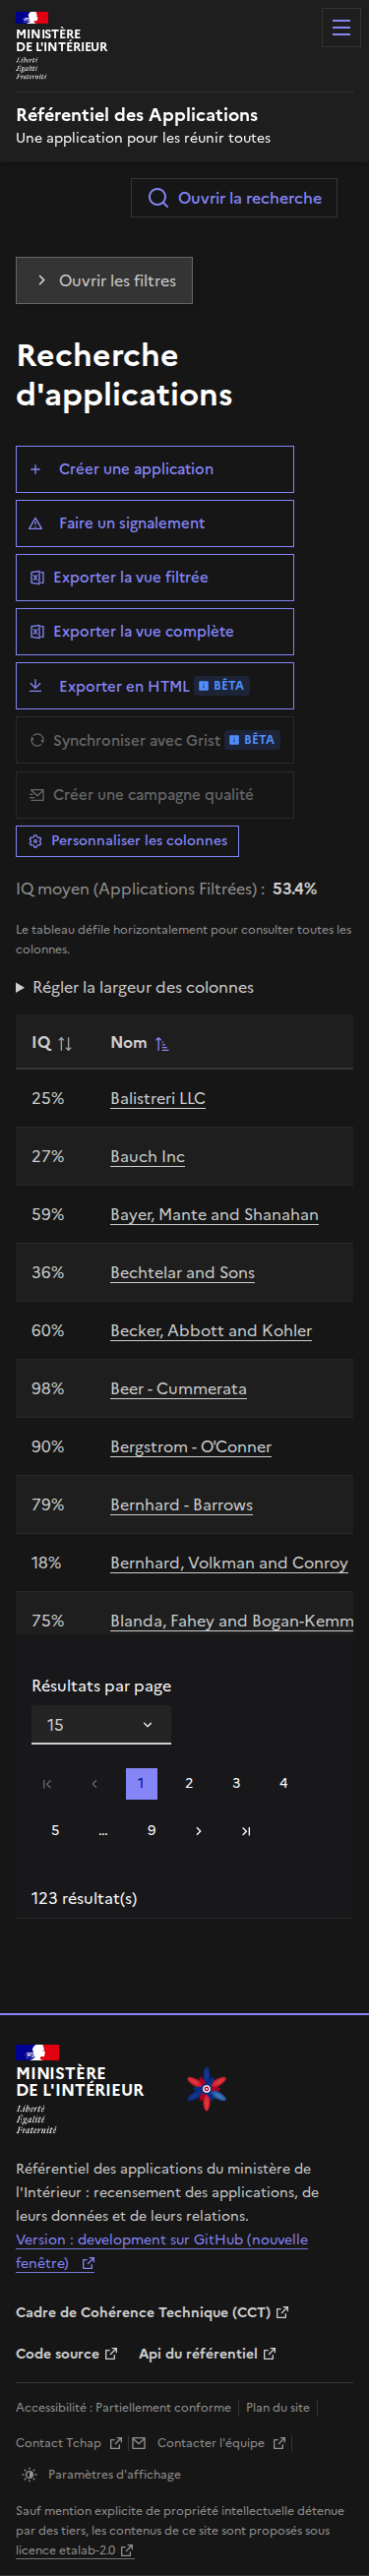 MINISTÈRE
DE L'INTÉRIEUR
Liberté
Égalité
Fraternité
Référentiel des Applications
Une application pour les réunir toutes
Ouvrir la recherche
Ouvrir les filtres
Recherche
d'applications
Créer une application
Faire un signalement
Exporter la vue filtrée
Exporter la vue complète
Exporter en HTML BÊTA
Synchroniser avec Grist BÊTA
Créer une campagne qualité
Personnaliser les colonnes
IQ moyen (Applications Filtrées) : 53.4%
Le tableau défile horizontalement pour consulter toutes les
colonnes.
Régler la largeur des colonnes
IQ Nom
25% Balistreri LLC
27% Bauch Inc
59% Bayer, Mante and Shanahan
36% Bechtelar and Sons
60% Becker, Abbott and Kohler
98% Beer - Cummerata
90% Bergstrom - O'Conner
79% Bernhard - Barrows
18% Bernhard, Volkman and Conroy
75% Blanda, Fahey and Bogan-Kemm
Résultats par page
15
1 2 3 4
5 … 9
123 résultat(s)
MINISTÈRE
DE L'INTÉRIEUR
Liberté
Égalité
Fraternité
Référentiel des applications du ministère de
l'Intérieur : recensement des applications, de
leurs données et de leurs relations.
Version : development sur GitHub (nouvelle
fenêtre)
Cadre de Cohérence Technique (CCT)
Code source Api du référentiel
Accessibilité : Partiellement conforme Plan du site
Contact Tchap Contacter l'équipe
Paramètres d'affichage
Sauf mention explicite de propriété intellectuelle détenue
par des tiers, les contenus de ce site sont proposés sous
licence etalab-2.0